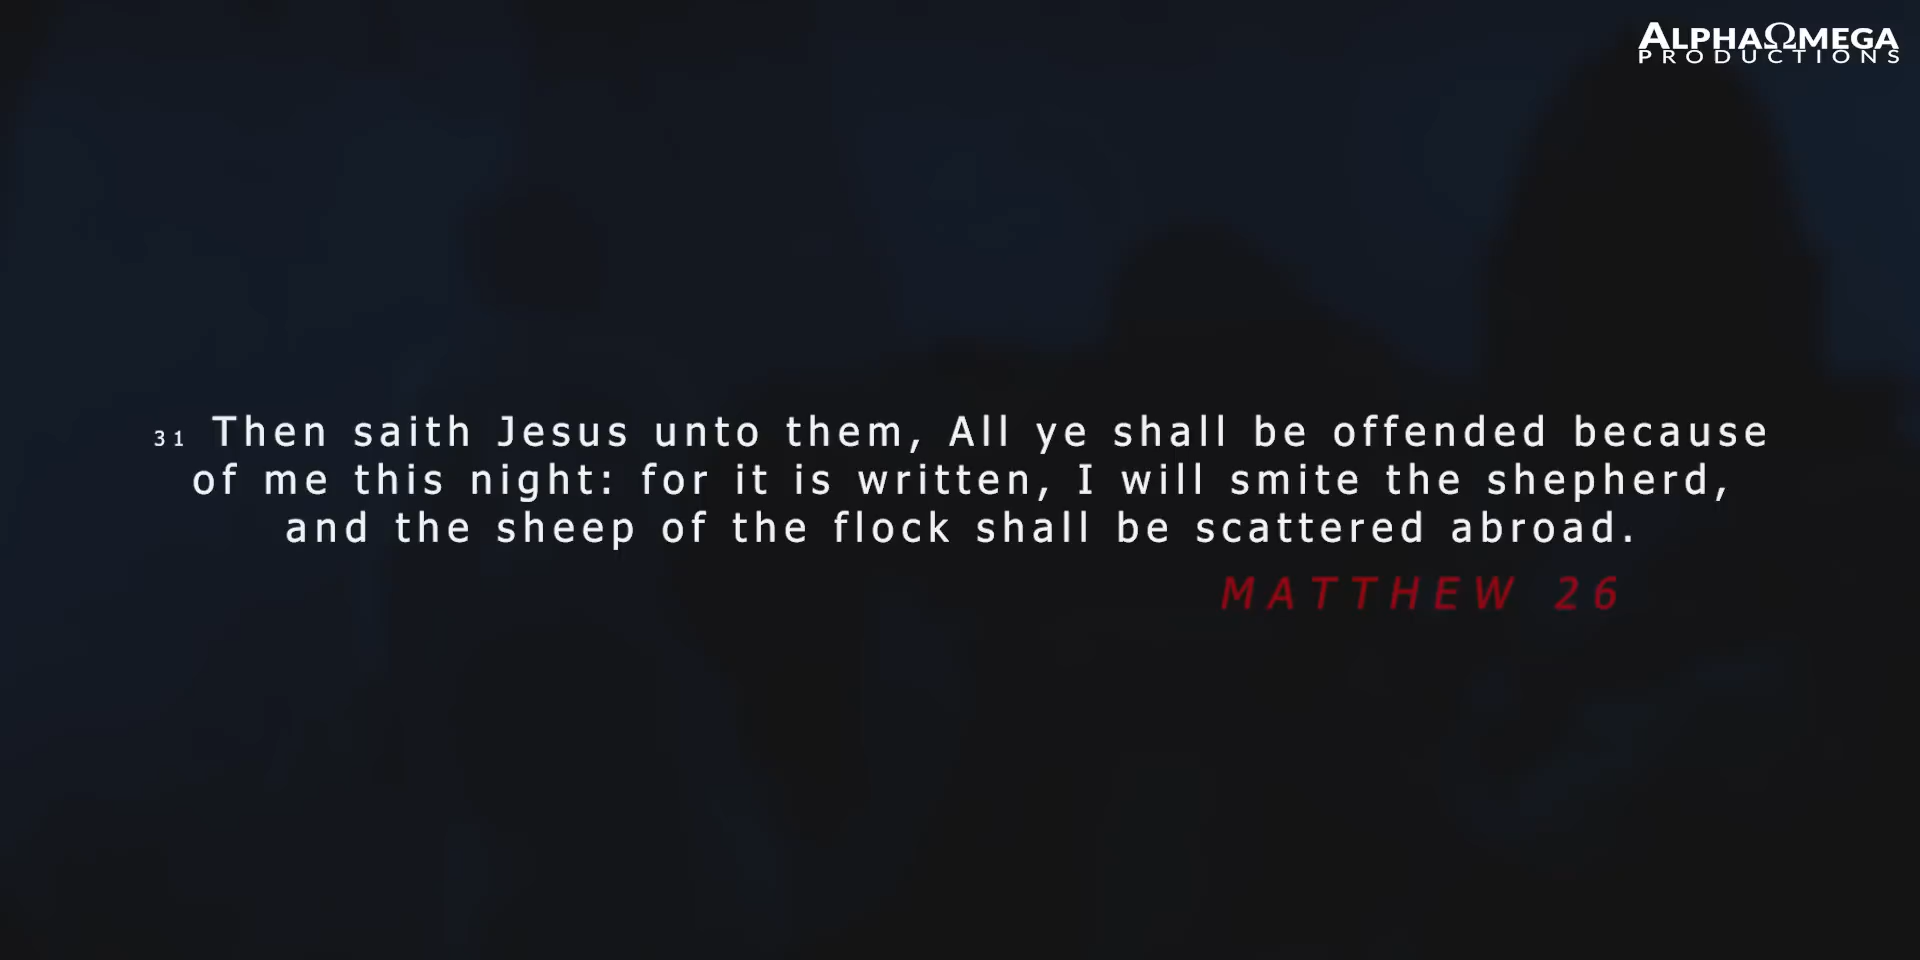 ALPHAΩMEGA
PRODUCTIONS
31 Then saith Jesus unto them, All ye shall be offended because
of me this night: for it is written, I will smite the shepherd,
and the sheep of the flock shall be scattered abroad.
MATTHEW 26